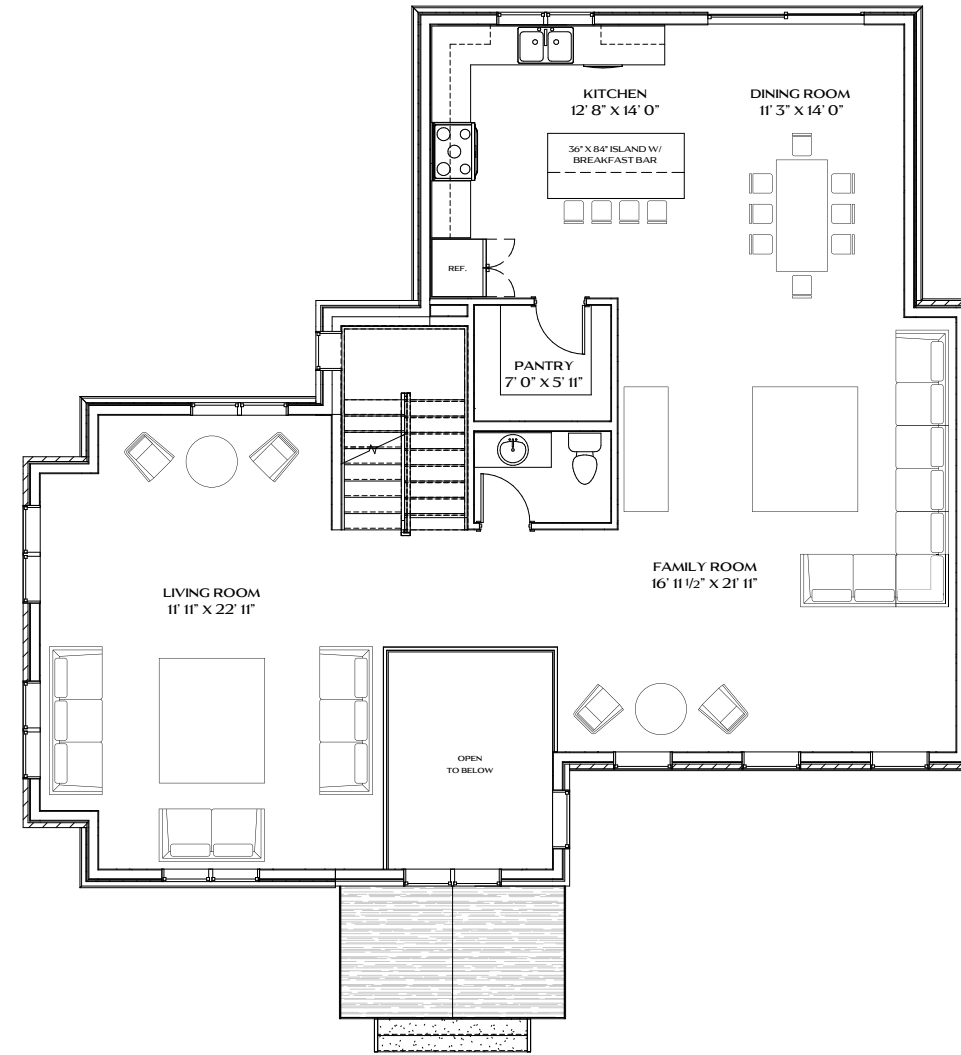 KITCHEN
12' 8" X 14' 0"
DINING ROOM
11' 3" X 14' 0"
36" X 84" ISLAND W/
BREAKFAST BAR
REF.
PANTRY
7' 0" X 5' 11"
FAMILY ROOM
16' 11 1/2" X 21' 11"
LIVING ROOM
11' 11" X 22' 11"
OPEN
TO BELOW